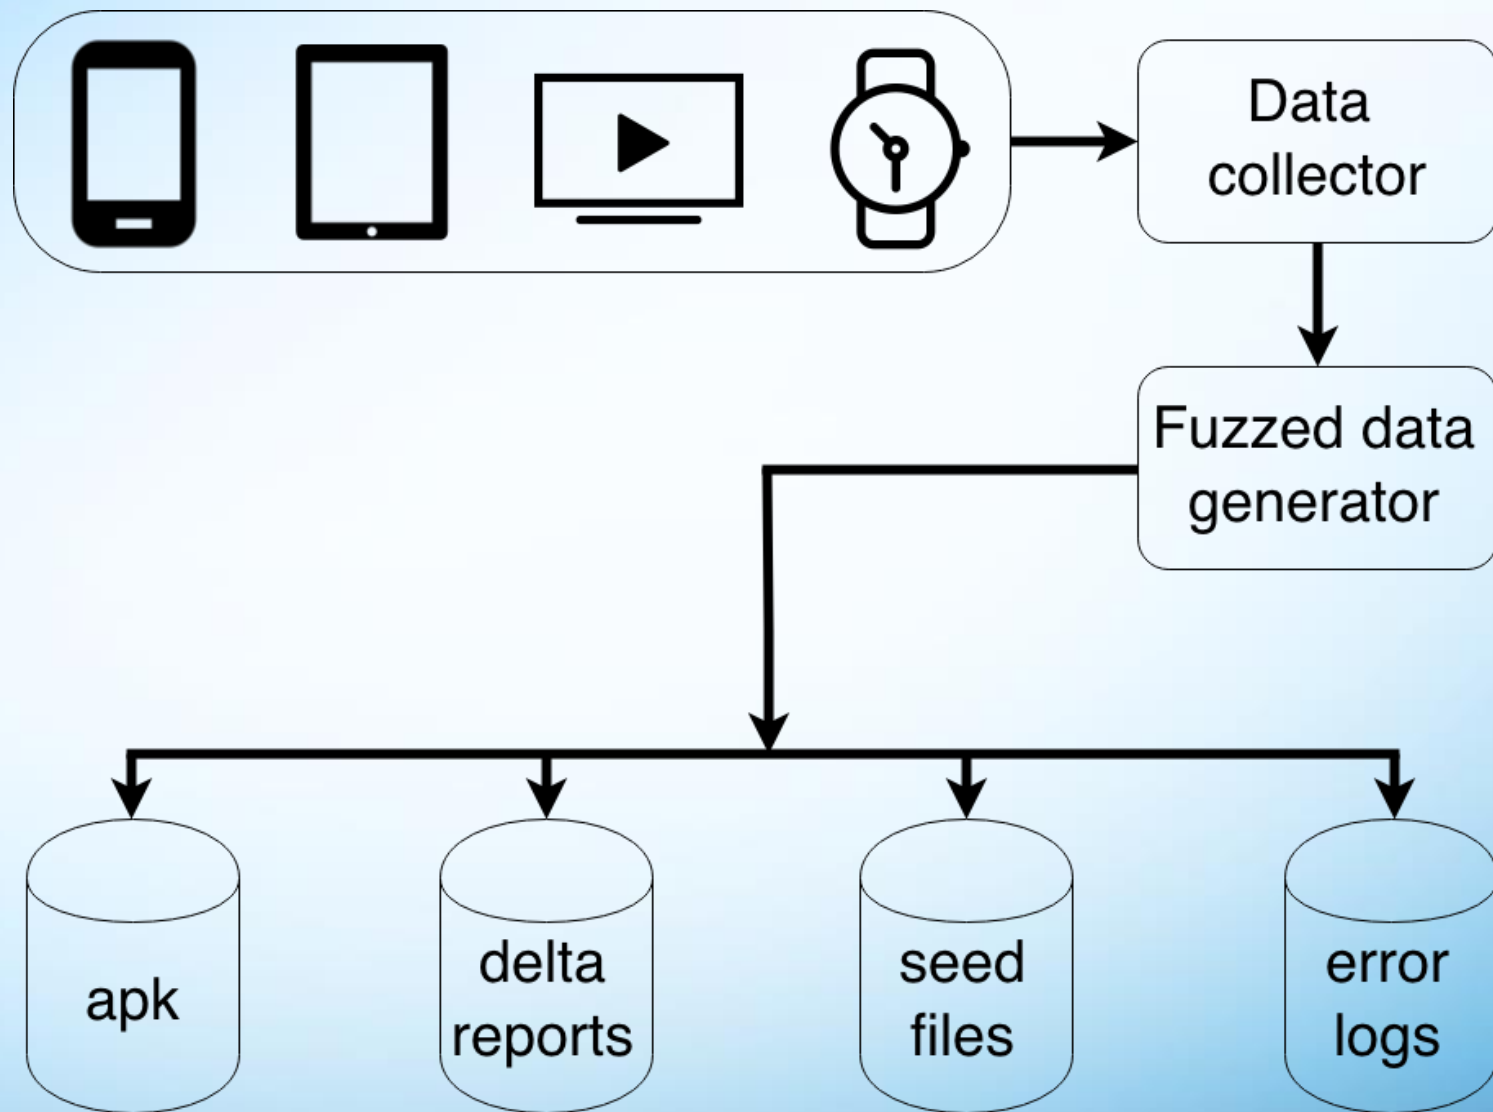 Data
collector
Fuzzed data
generator
apk
delta
reports
seed
files
error
logs